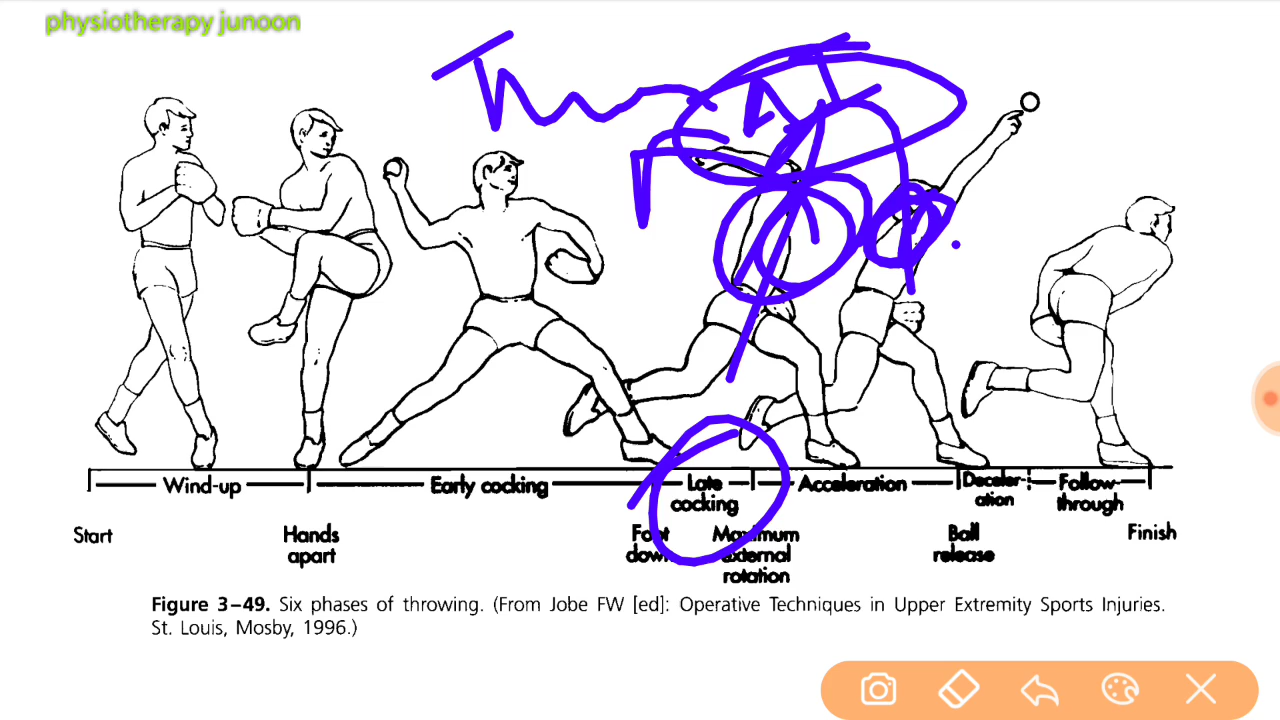 physiotherapy junoon
Wind-up
Early cocking
Late cocking
Acceleration
Deceler-ation
Follow-through
Start
Hands apart
Foot down
Maximum external rotation
Ball release
Finish
Figure 3–49. Six phases of throwing. (From Jobe FW [ed]: Operative Techniques in Upper Extremity Sports Injuries.
St. Louis, Mosby, 1996.)